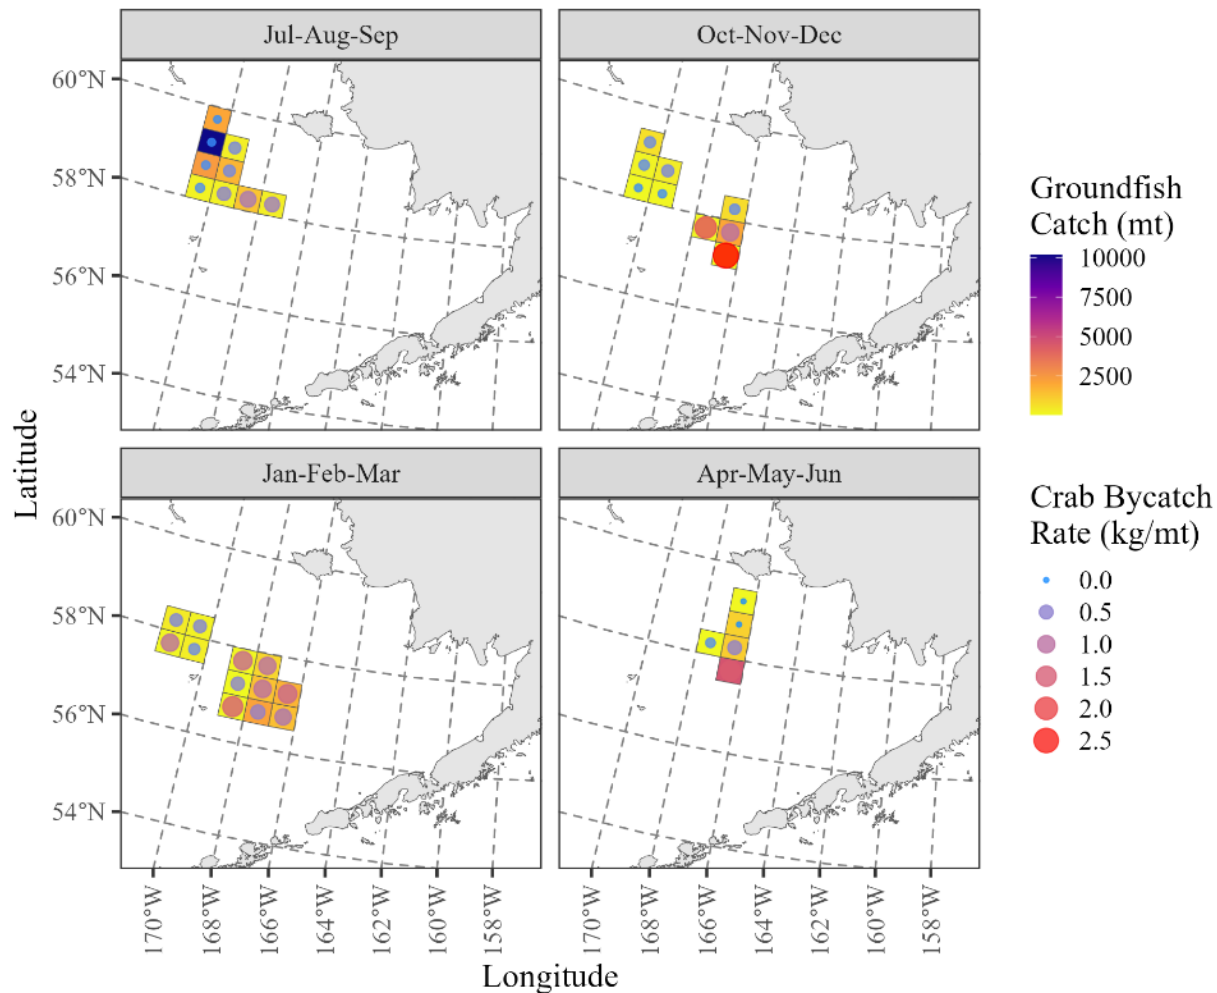 Jul-Aug-Sep
Oct-Nov-Dec
60°N
58°N
56°N
54°N
Groundfish
Catch (mt)
10000
7500
5000
2500
Latitude
Jan-Feb-Mar
Apr-May-Jun
60°N
58°N
56°N
54°N
Crab Bycatch
Rate (kg/mt)
0.0
0.5
1.0
1.5
2.0
2.5
170°W
168°W
166°W
164°W
162°W
160°W
158°W
170°W
168°W
166°W
164°W
162°W
160°W
158°W
Longitude